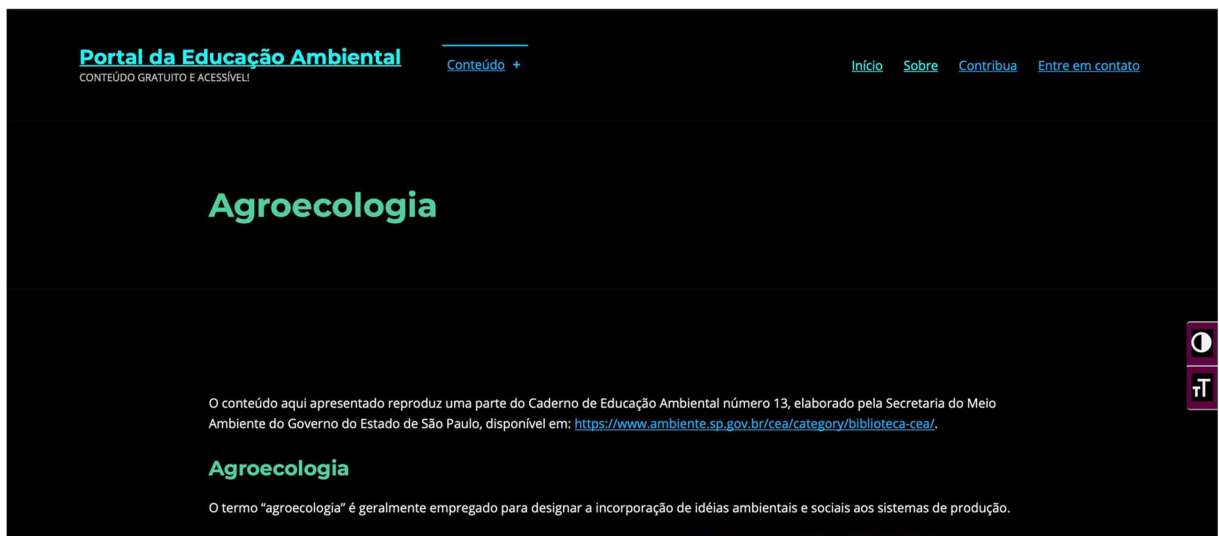 Portal da Educação Ambiental
CONTEÚDO GRATUITO E ACESSÍVEL!
Conteúdo +
Início Sobre Contribua Entre em contato
Agroecologia
O conteúdo aqui apresentado reproduz uma parte do Caderno de Educação Ambiental número 13, elaborado pela Secretaria do Meio
Ambiente do Governo do Estado de São Paulo, disponível em: https://www.ambiente.sp.gov.br/cea/category/biblioteca-cea/.
Agroecologia
O termo “agroecologia” é geralmente empregado para designar a incorporação de idéias ambientais e sociais aos sistemas de produção.
TT